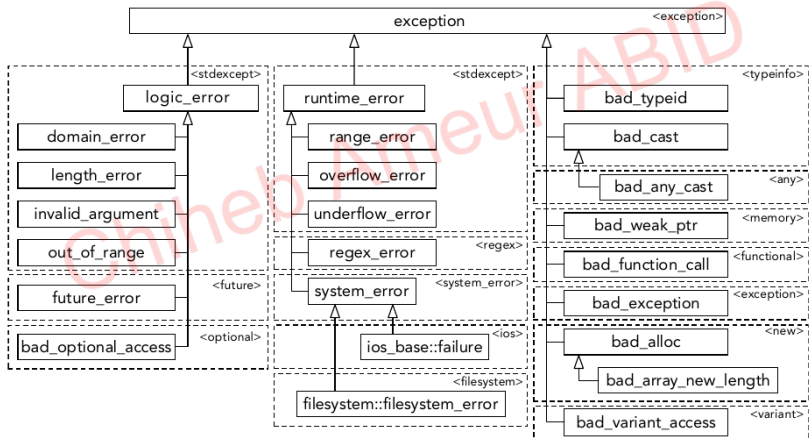 exception
<exception>
<stdexcept>
logic_error
domain_error
length_error
invalid_argument
out_of_range
<future>
future_error
<optional>
bad_optional_access
<stdexcept>
runtime_error
range_error
overflow_error
underflow_error
<regex>
regex_error
<system_error>
system_error
<ios>
ios_base::failure
<filesystem>
filesystem::filesystem_error
<typeinfo>
bad_typeid
bad_cast
<any>
bad_any_cast
<memory>
bad_weak_ptr
<functional>
bad_function_call
<exception>
bad_exception
<new>
bad_alloc
bad_array_new_length
<variant>
bad_variant_access
Chiheb Ameur ABID